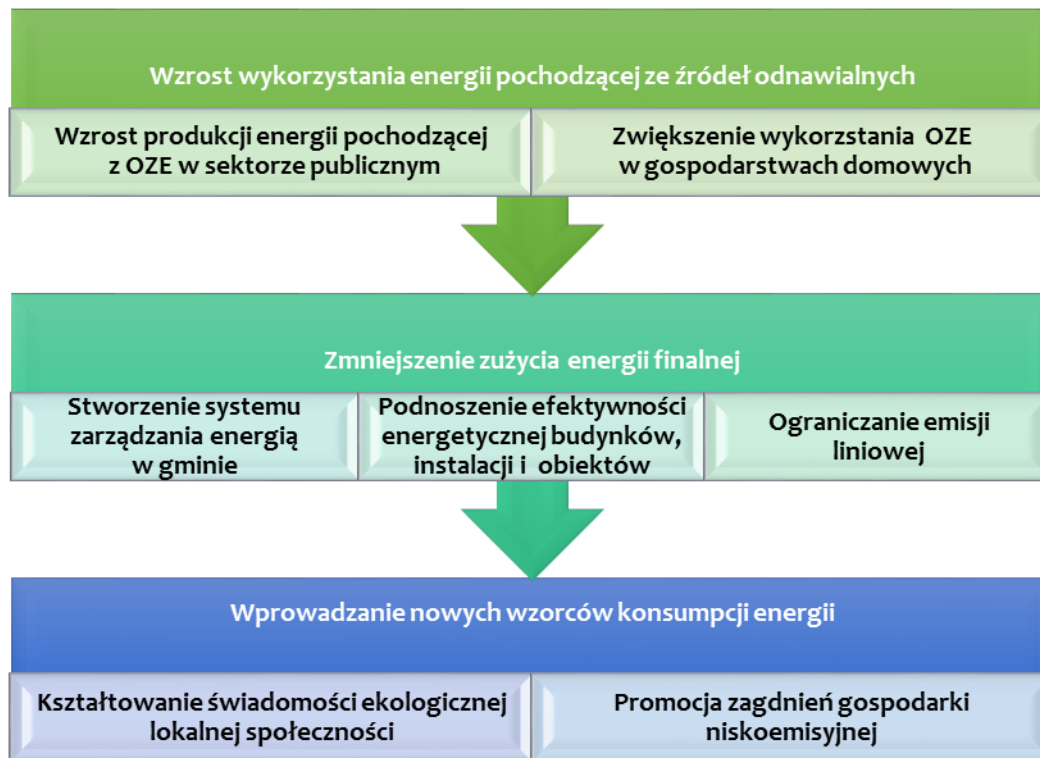 Wzrost wykorzystania energii pochodzącej ze źródeł odnawialnych
Wzrost produkcji energii pochodzącej
z OZE w sektorze publicznym
Zwiększenie wykorzstania OZE
w gospodarstwach domowych
Zmniejszenie zużycia energii finalnej
Stworzenie systemu
zarządzania energią
w gminie
Podnoszenie efektywności
energetycznej budynków,
instalacji i obiektów
Ograniczanie emisji
liniowej
Wprowadzanie nowych wzorców konsumpcji energii
Kształtowanie świadomości ekologicznej
lokalnej społeczności
Promocja zagdnień gospodarki
niskoemisyjnej